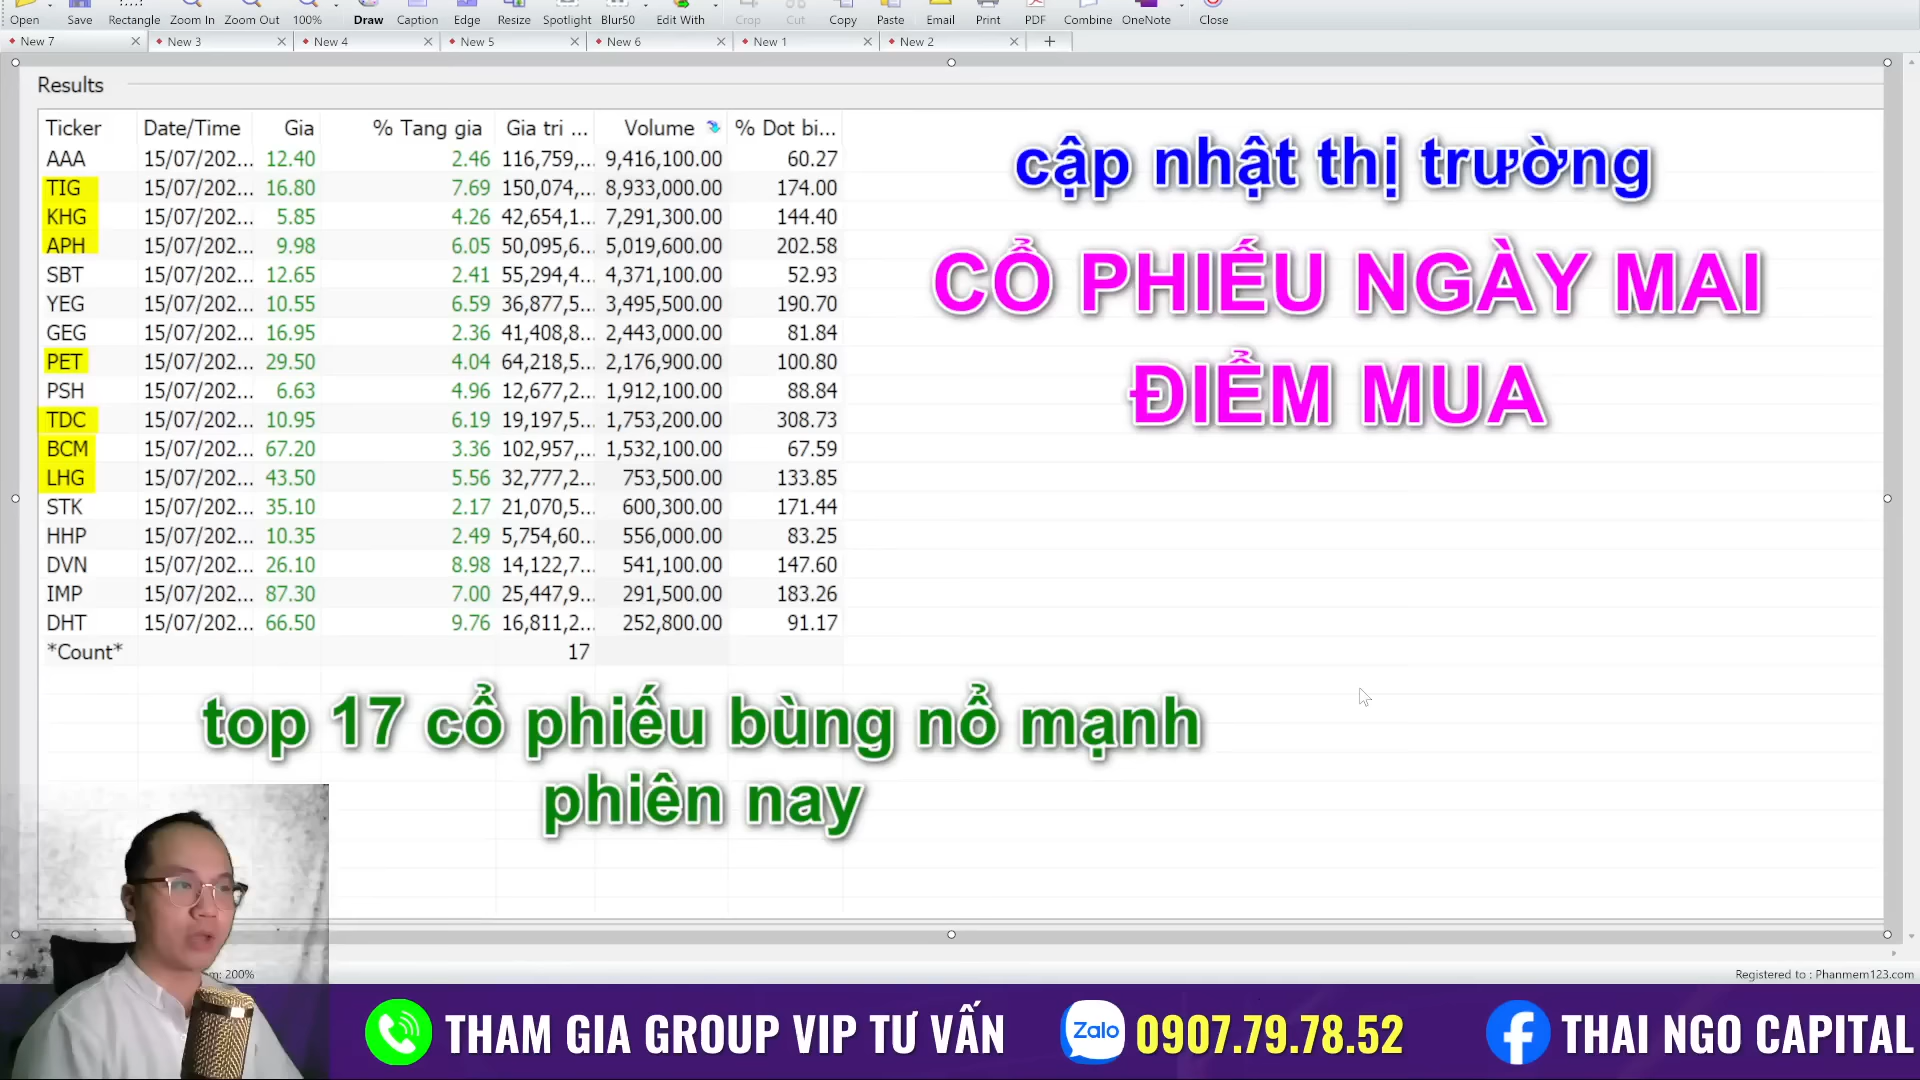 Open Save Rectangle Zoom In Zoom Out 100% Draw Caption Edge Resize Spotlight Blur50 Edit With Crop Cut Copy Paste Email Print PDF Combine OneNote Close
New 7 New 3 New 4 New 5 New 6 New 1 New 2
Results
Ticker Date/Time Gia % Tang gia Gia tri ... Volume % Dot bi...
AAA 15/07/202... 12.40 2.46 116,759,... 9,416,100.00 60.27
TIG 15/07/202... 16.80 7.69 150,074,... 8,933,000.00 174.00
KHG 15/07/202... 5.85 4.26 42,654,1... 7,291,300.00 144.40
APH 15/07/202... 9.98 6.05 50,095,6... 5,019,600.00 202.58
SBT 15/07/202... 12.65 2.41 55,294,4... 4,371,100.00 52.93
YEG 15/07/202... 10.55 6.59 36,877,5... 3,495,500.00 190.70
GEG 15/07/202... 16.95 2.36 41,408,8... 2,443,000.00 81.84
PET 15/07/202... 29.50 4.04 64,218,5... 2,176,900.00 100.80
PSH 15/07/202... 6.63 4.96 12,677,2... 1,912,100.00 88.84
TDC 15/07/202... 10.95 6.19 19,197,5... 1,753,200.00 308.73
BCM 15/07/202... 67.20 3.36 102,957,... 1,532,100.00 67.59
LHG 15/07/202... 43.50 5.56 32,777,2... 753,500.00 133.85
STK 15/07/202... 35.10 2.17 21,070,5... 600,300.00 171.44
HHP 15/07/202... 10.35 2.49 5,754,60... 556,000.00 83.25
DVN 15/07/202... 26.10 8.98 14,122,7... 541,100.00 147.60
IMP 15/07/202... 87.30 7.00 25,447,9... 291,500.00 183.26
DHT 15/07/202... 66.50 9.76 16,811,2... 252,800.00 91.17
*Count* 17
cập nhật thị trường
CỔ PHIẾU NGÀY MAI
ĐIỂM MUA
top 17 cổ phiếu bùng nổ mạnh
phiên nay
m: 200%
Registered to : Phanmem123.com
THAM GIA GROUP VIP TƯ VẤN
Zalo 0907.79.78.52
THAI NGO CAPITAL